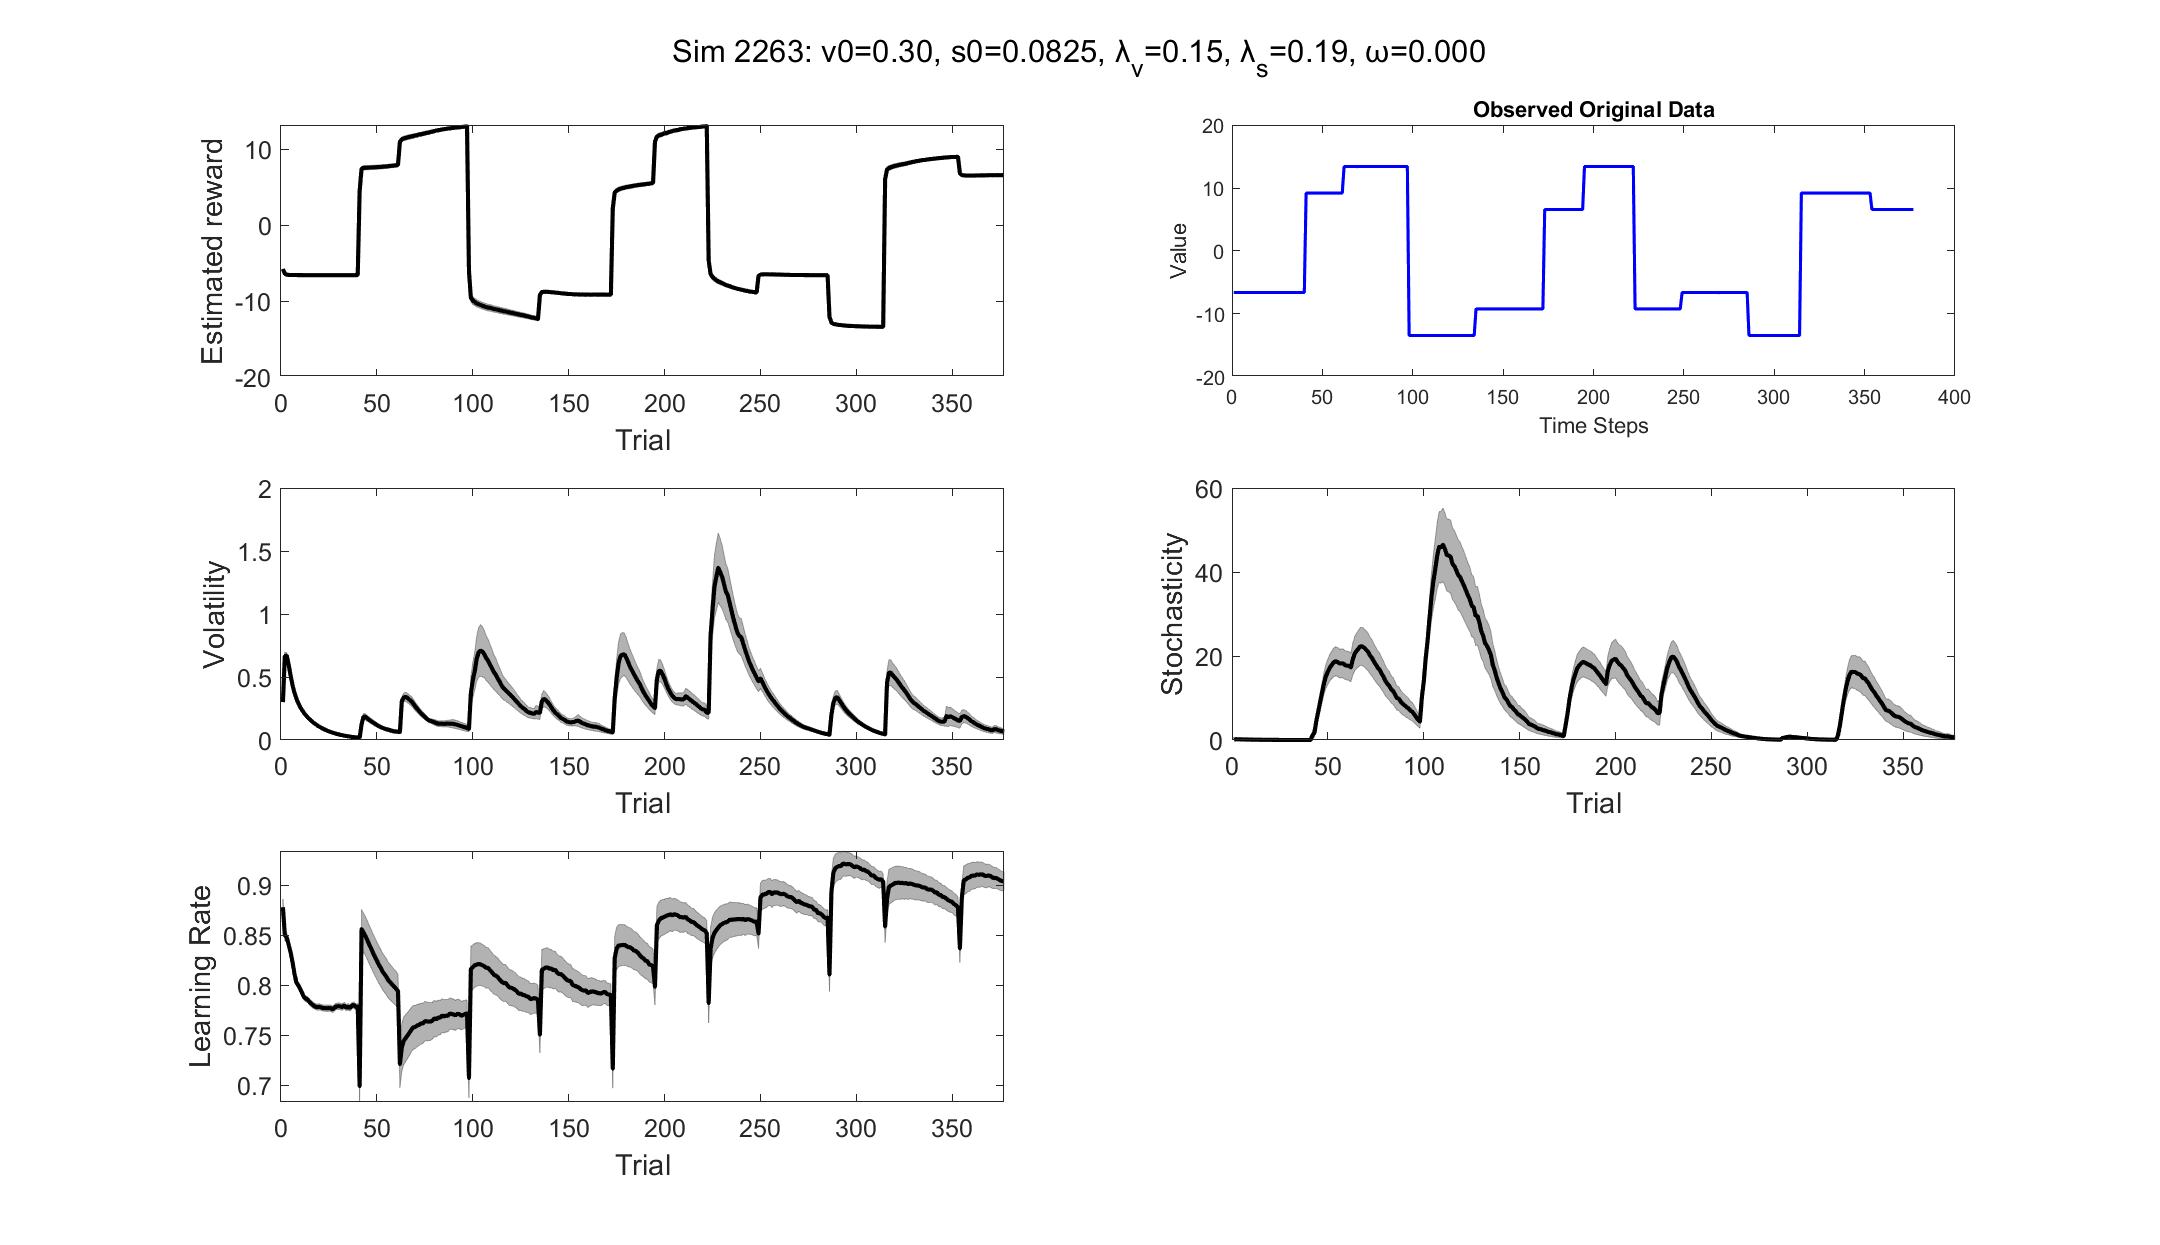 Sim 2263: v0=0.30, s0=0.0825, λv=0.15, λs=0.19, ω=0.000
Estimated reward
10
0
-10
-20
0 50 100 150 200 250 300 350
Trial
Observed Original Data
Value
20
10
0
-10
-20
0 50 100 150 200 250 300 350 400
Time Steps
Volatility
2
1.5
1
0.5
0
0 50 100 150 200 250 300 350
Trial
Stochasticity
60
40
20
0
0 50 100 150 200 250 300 350
Trial
Learning Rate
0.9
0.85
0.8
0.75
0.7
0 50 100 150 200 250 300 350
Trial